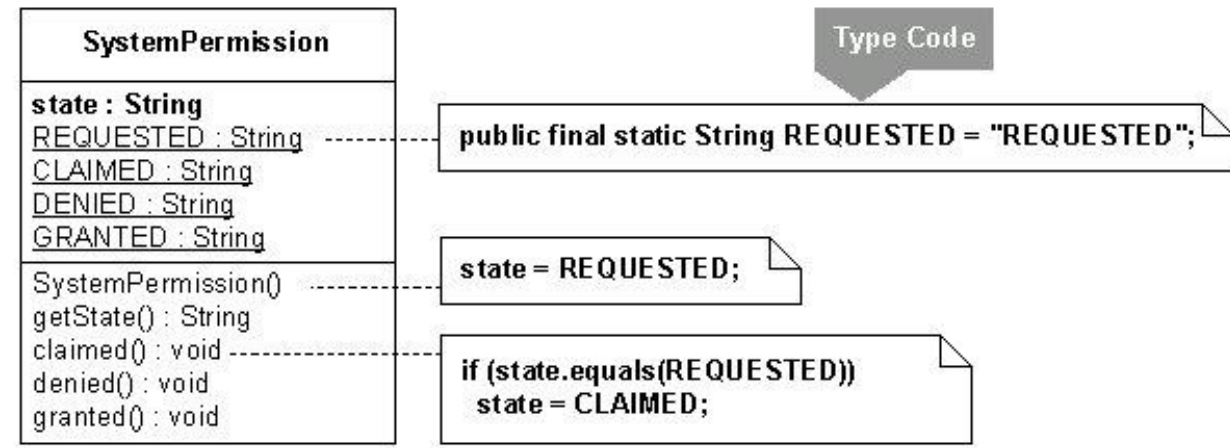 SystemPermission
state : String
REQUESTED : String
CLAIMED : String
DENIED : String
GRANTED : String
SystemPermission()
getState() : String
claimed() : void
denied() : void
granted() : void
Type Code
public final static String REQUESTED = "REQUESTED";
state = REQUESTED;
if (state.equals(REQUESTED))
state = CLAIMED;